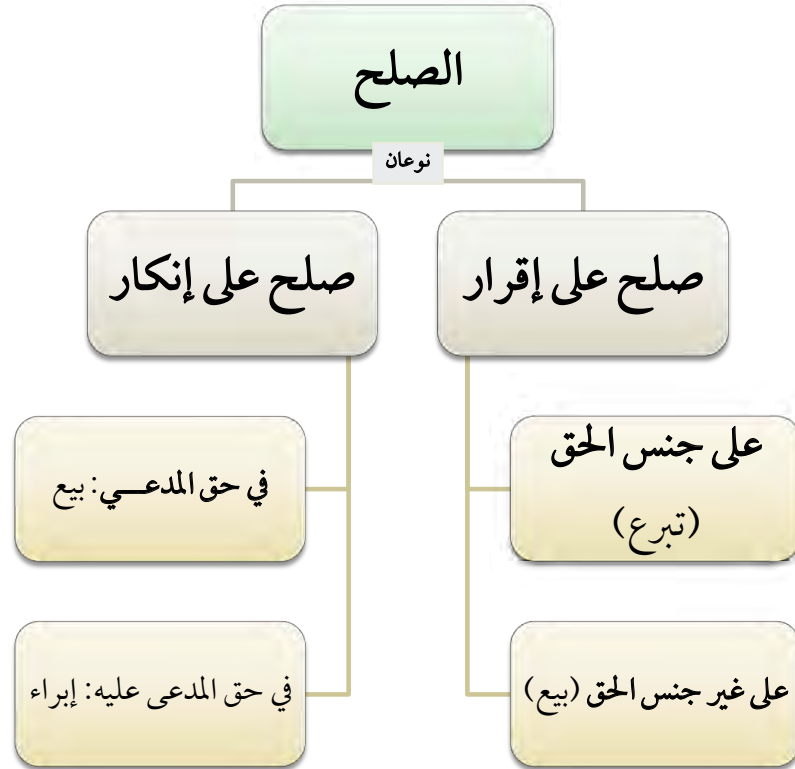 الصلح
نوعان
صلح على إقرار
على جنس الحق
(تبرع)
على غير جنس الحق (بيع)
صلح على إنكار
في حق المدعــي: بيع
في حق المدعى عليه: إبراء